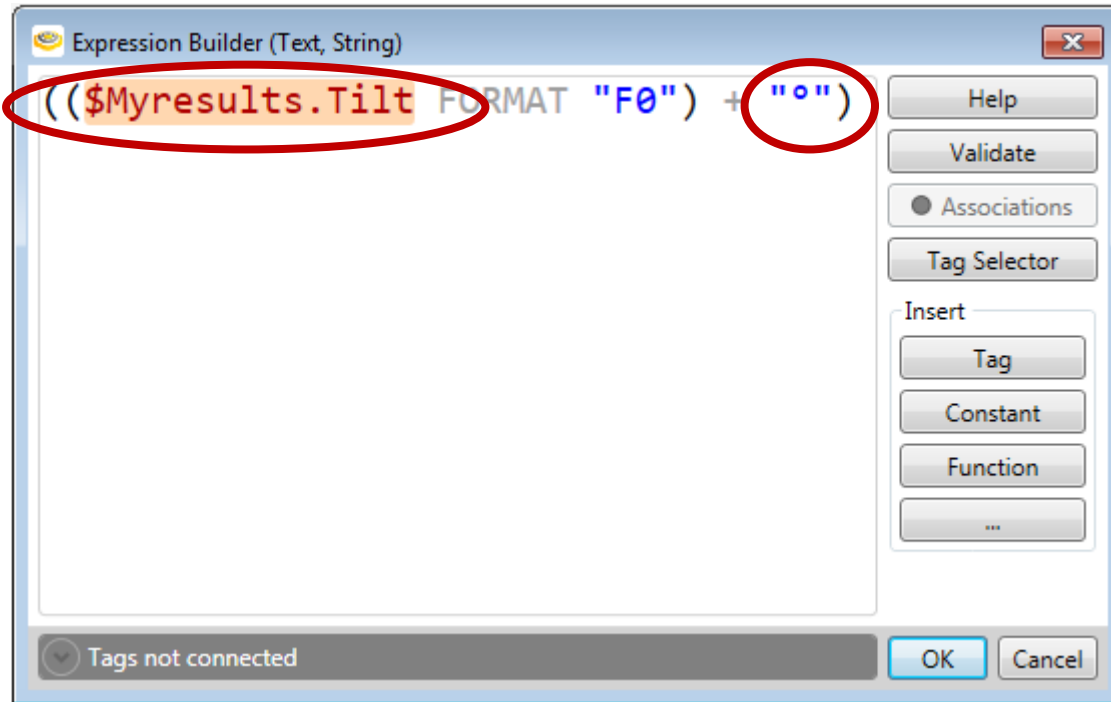 Expression Builder (Text, String)
(($Myresults.Tilt FORMAT "F0") + "°")
Help
Validate
Associations
Tag Selector
Insert
Tag
Constant
Function
...
Tags not connected
OK
Cancel